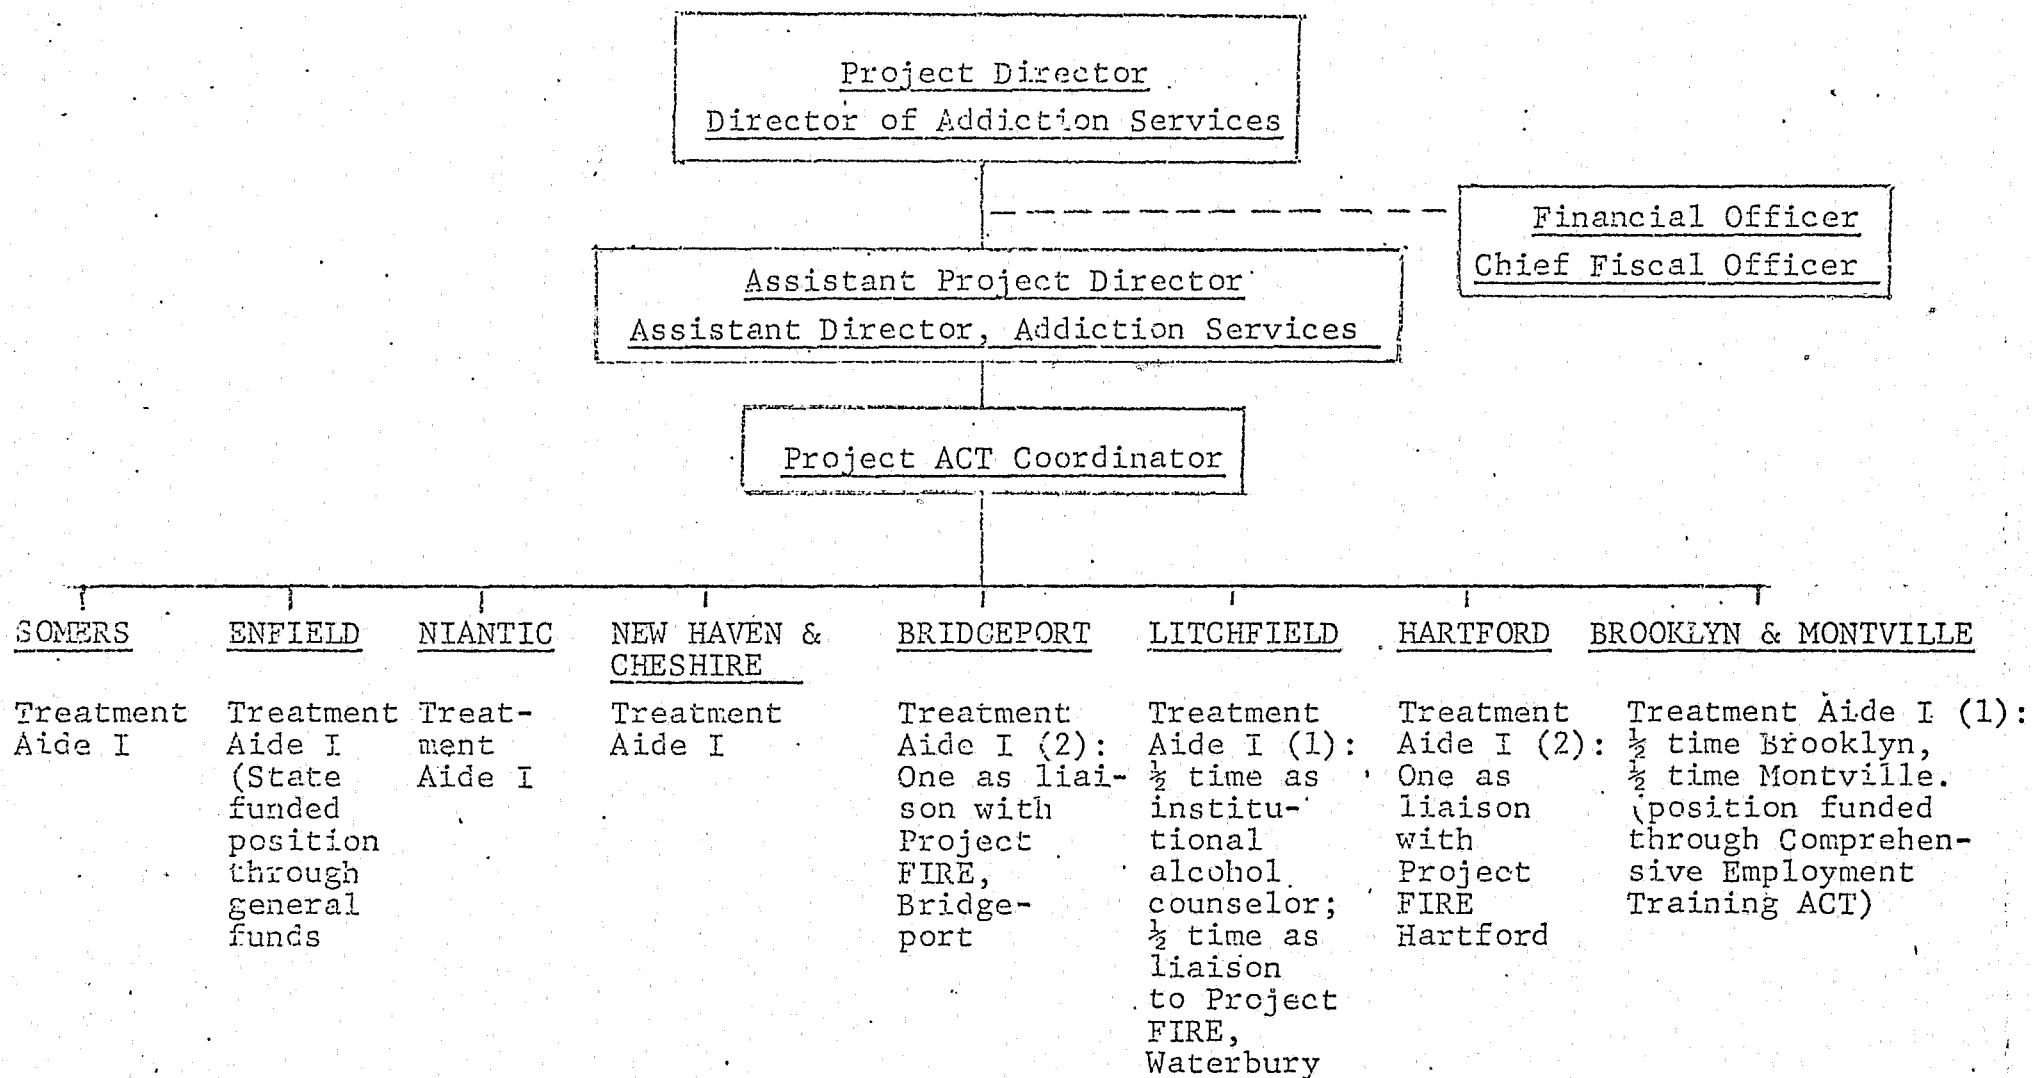 Project Director
Director of Addiction Services
Financial Officer
Chief Fiscal Officer
Assistant Project Director
Assistant Director, Addiction Services
Project ACT Coordinator
SOMERS
Treatment
Aide I
ENFIELD
Treatment
Aide I
(State
funded
position
through
general
funds
NIANTIC
Treat-
ment
Aide I
NEW HAVEN &
CHESHIRE
Treatment
Aide I
BRIDGEPORT
Treatment
Aide I (2):
One as liai-
son with
Project
FIRE,
Bridge-
port
LITCHFIELD
Treatment
Aide I (1):
½ time as
institu-
tional
alcohol
counselor;
½ time as
liaison
to Project
FIRE,
Waterbury
HARTFORD
Treatment
Aide I (2):
One as
liaison
with
Project
FIRE
Hartford
BROOKLYN & MONTVILLE
Treatment Aide I (1):
½ time Brooklyn,
½ time Montville.
(position funded
through Comprehen-
sive Employment
Training ACT)